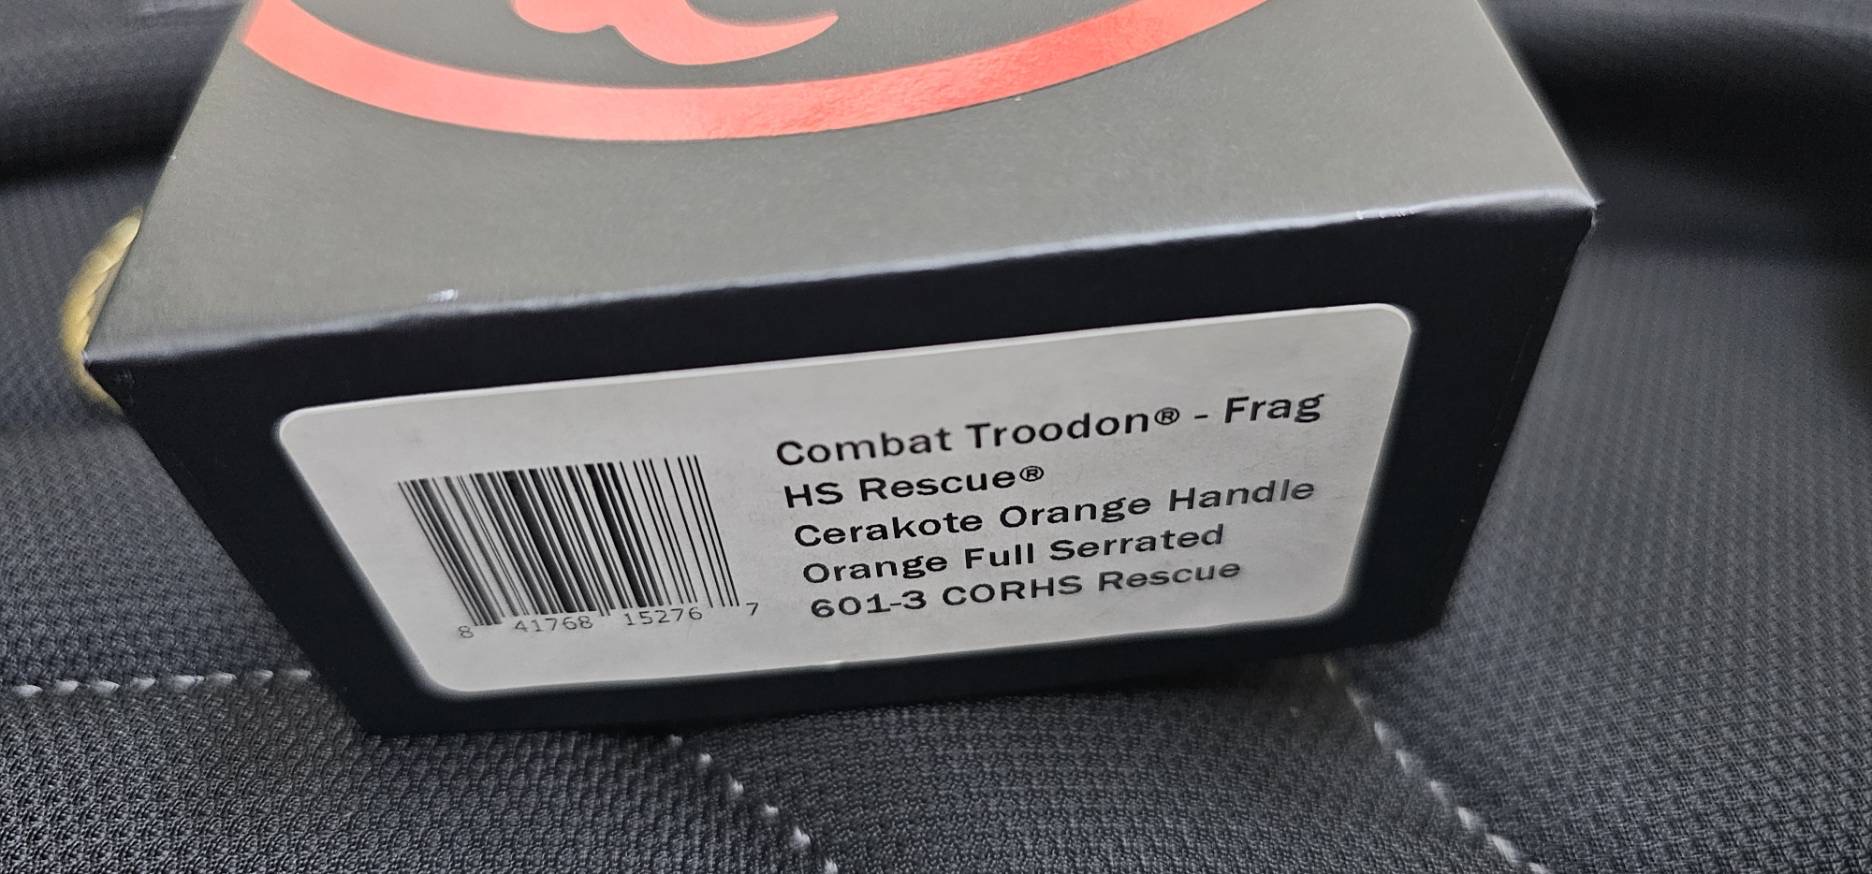 Combat Troodon® - Frag
HS Rescue®
Cerakote Orange Handle
Orange Full Serrated
601-3 CORHS Rescue
8 41768 15276 7